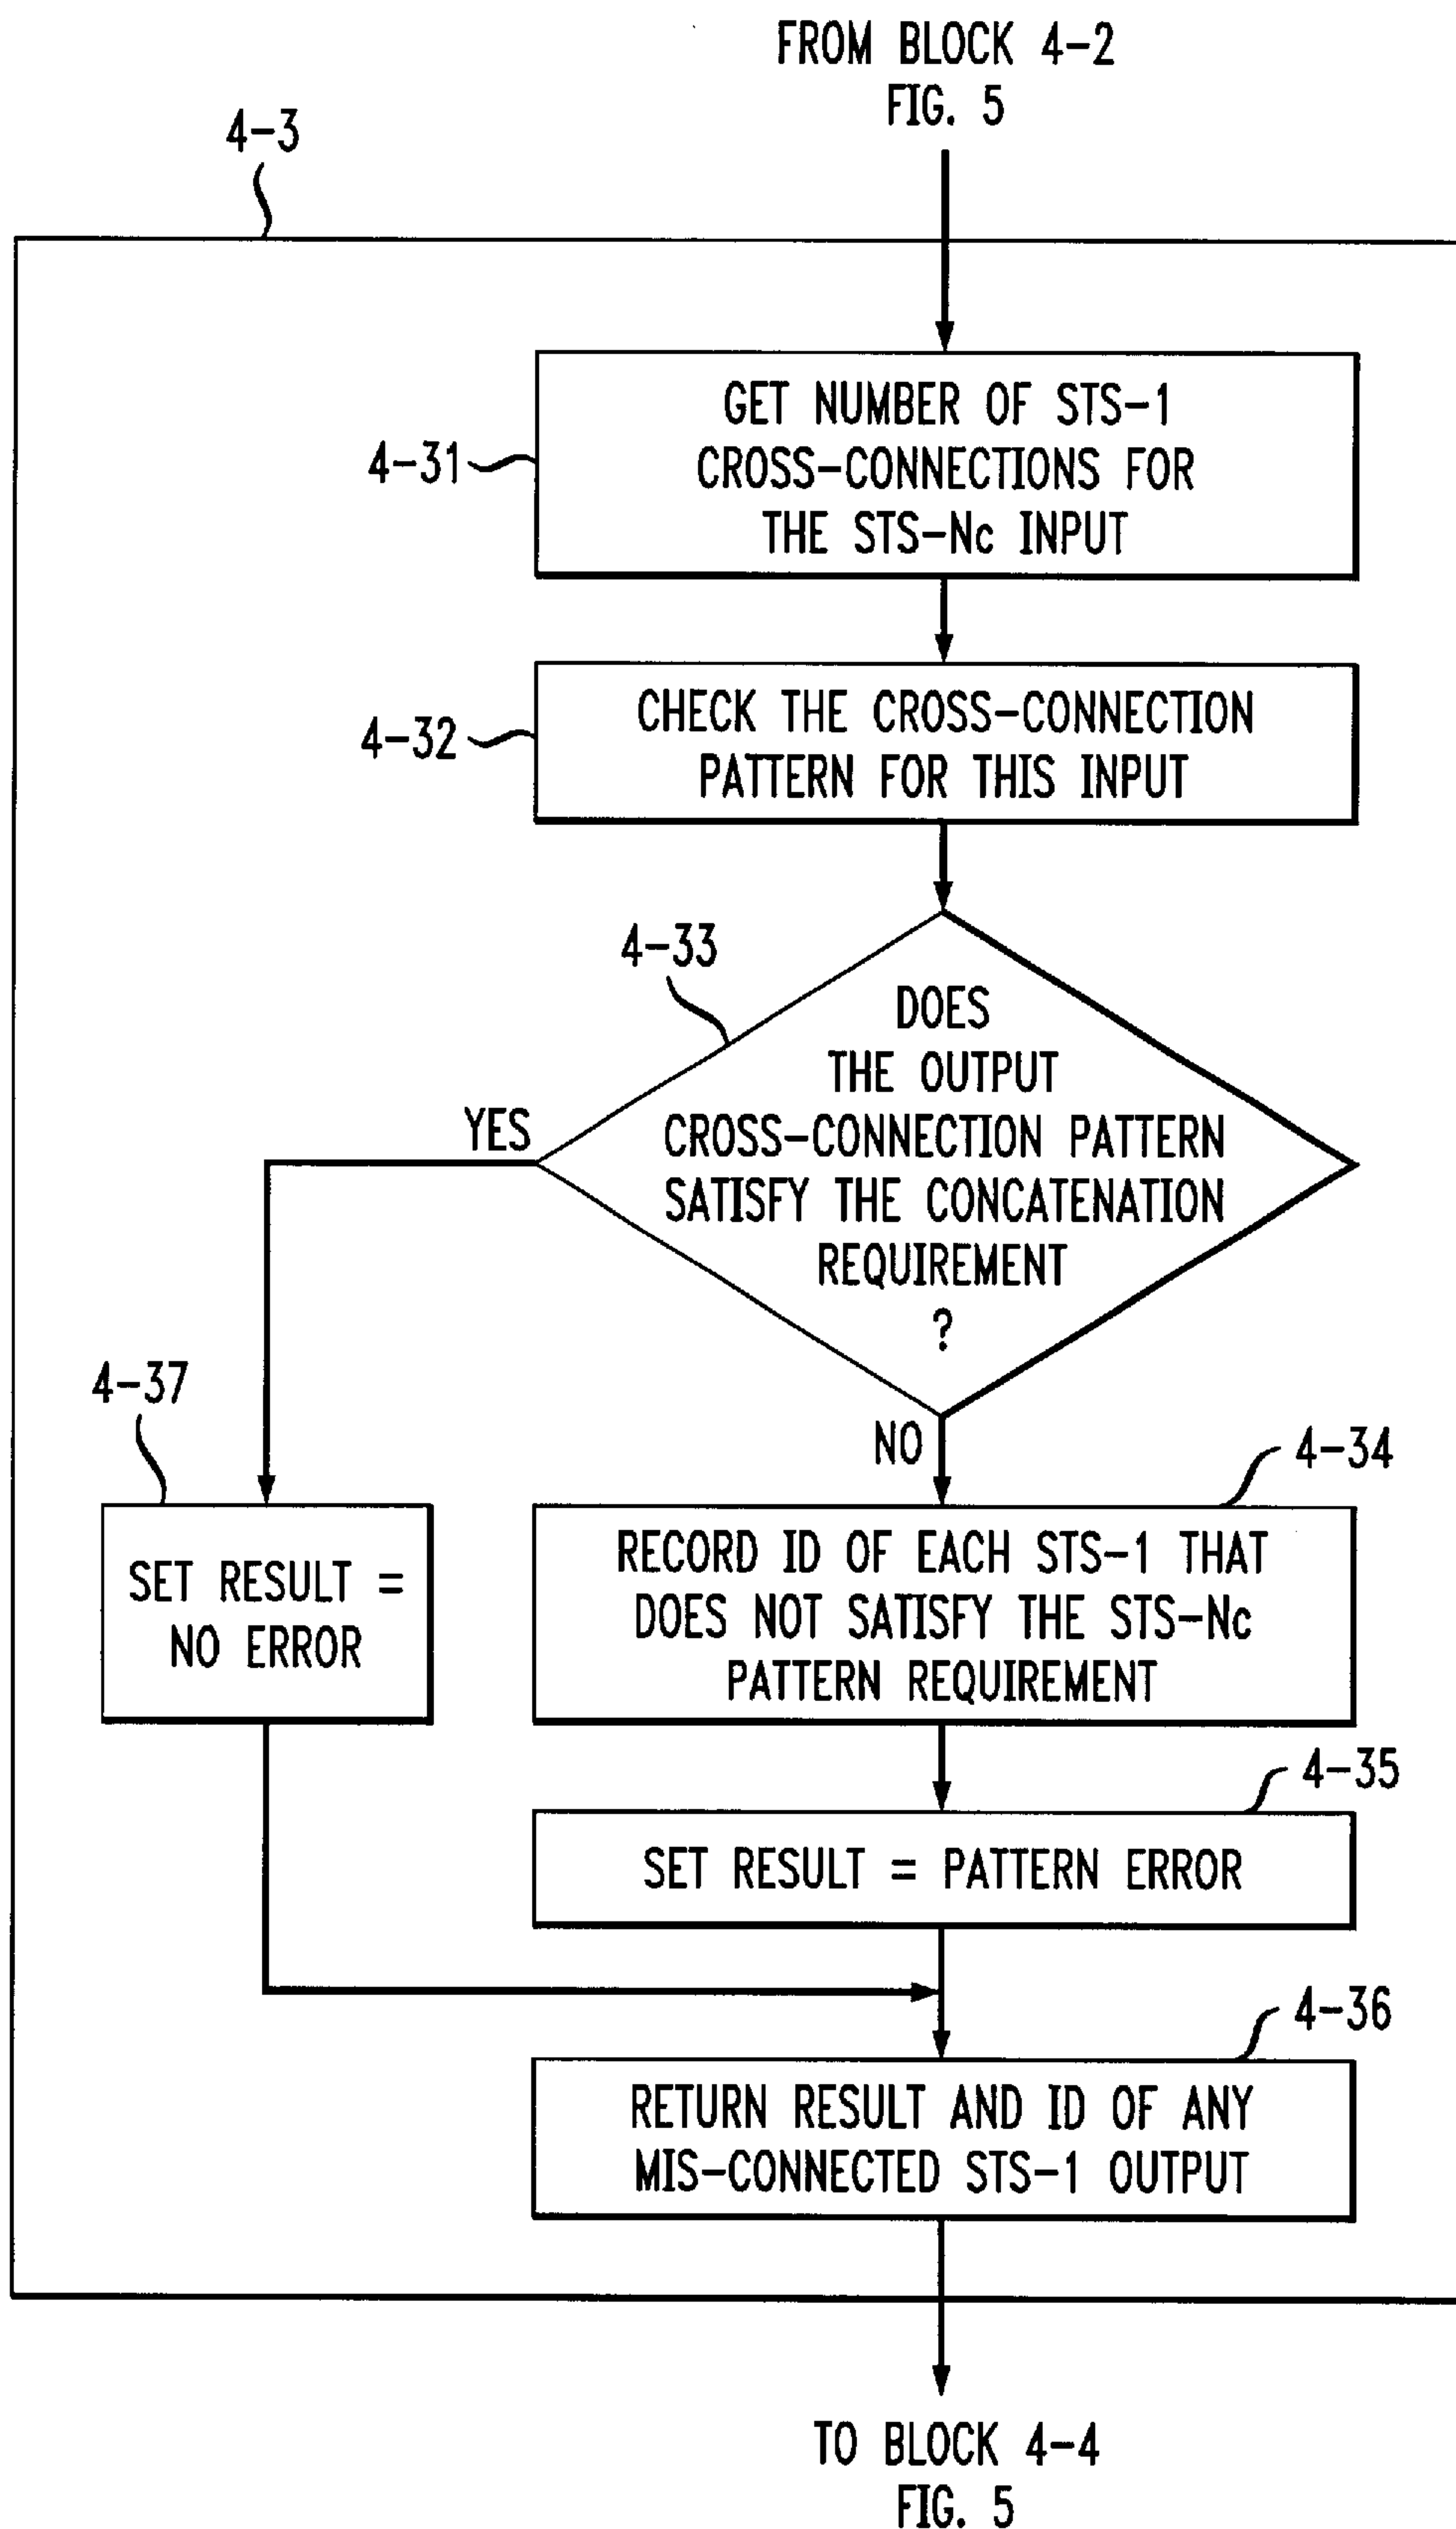 FROM BLOCK 4-2
FIG. 5
4-3
GET NUMBER OF STS-1
CROSS-CONNECTIONS FOR
THE STS-Nc INPUT
4-31
CHECK THE CROSS-CONNECTION
PATTERN FOR THIS INPUT
4-32
4-33
DOES
THE OUTPUT
CROSS-CONNECTION PATTERN
SATISFY THE CONCATENATION
REQUIREMENT
?
YES
NO
4-37
SET RESULT =
NO ERROR
4-34
RECORD ID OF EACH STS-1 THAT
DOES NOT SATISFY THE STS-Nc
PATTERN REQUIREMENT
4-35
SET RESULT = PATTERN ERROR
4-36
RETURN RESULT AND ID OF ANY
MIS-CONNECTED STS-1 OUTPUT
TO BLOCK 4-4
FIG. 5